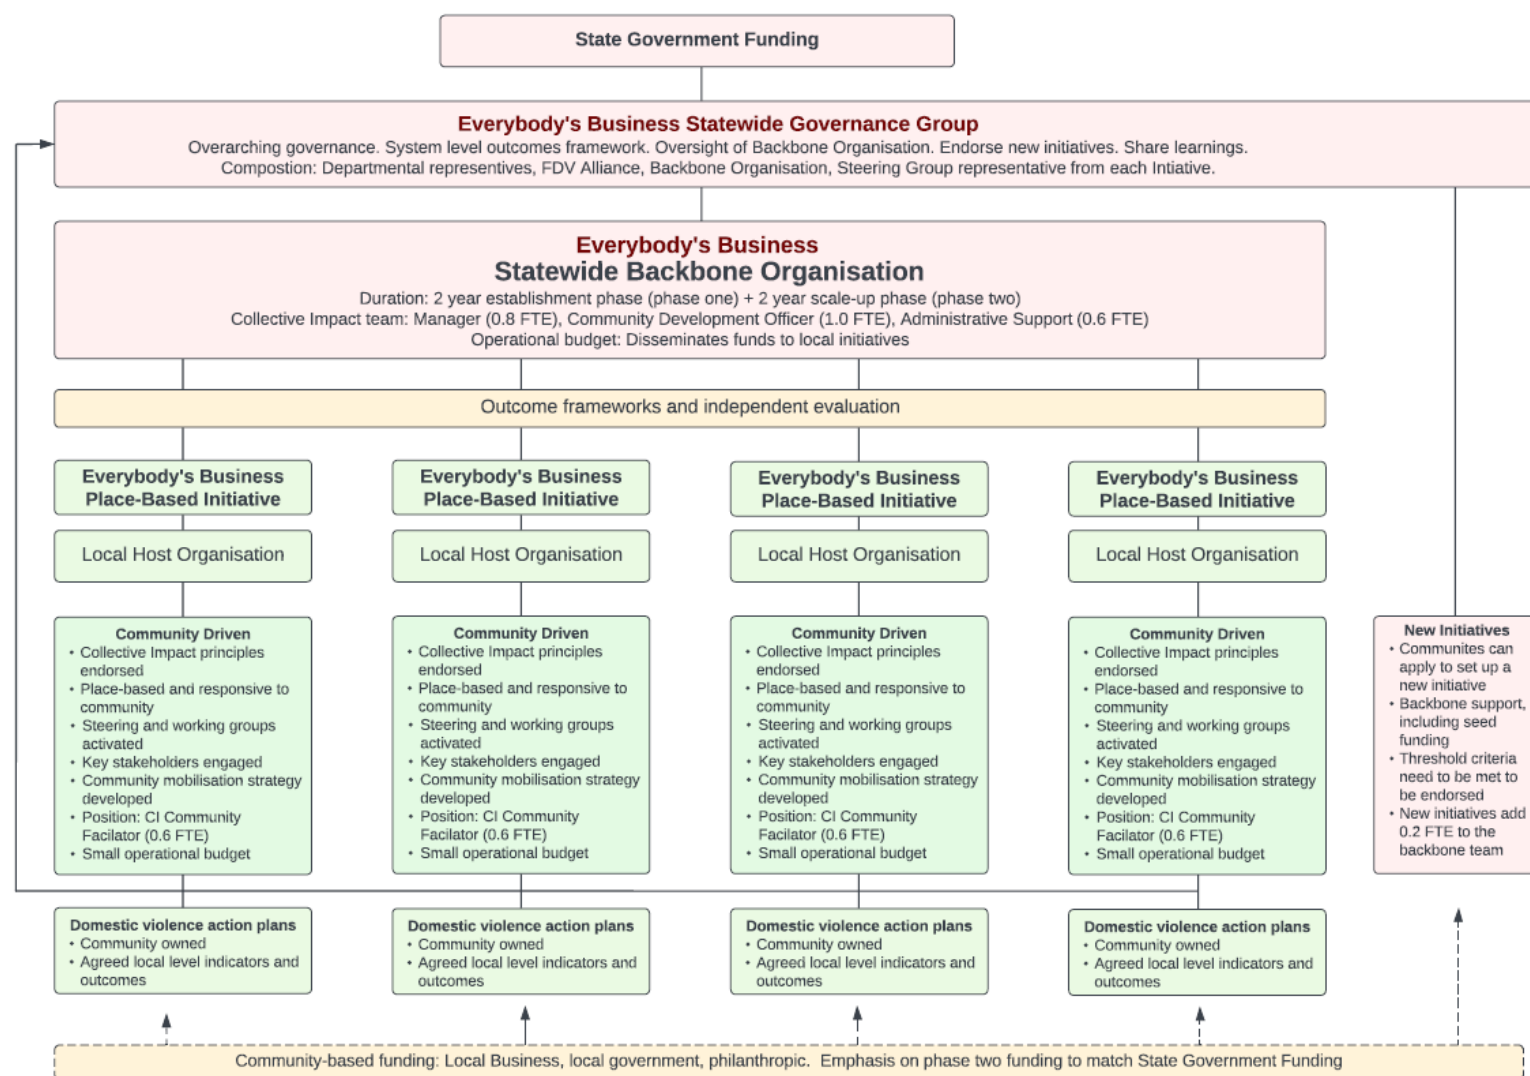 State Government Funding
Everybody's Business Statewide Governance Group
Overarching governance. System level outcomes framework. Oversight of Backbone Organisation. Endorse new initiatives. Share learnings.
Compostion: Departmental representives, FDV Alliance, Backbone Organisation, Steering Group representative from each Intiative.
Everybody's Business
Statewide Backbone Organisation
Duration: 2 year establishment phase (phase one) + 2 year scale-up phase (phase two)
Collective Impact team: Manager (0.8 FTE), Community Development Officer (1.0 FTE), Administrative Support (0.6 FTE)
Operational budget: Disseminates funds to local initiatives
Outcome frameworks and independent evaluation
Everybody's Business
Place-Based Initiative
Local Host Organisation
Community Driven
• Collective Impact principles
endorsed
• Place-based and responsive to
community
• Steering and working groups
activated
• Key stakeholders engaged
• Community mobilisation strategy
developed
• Position: CI Community
Facilator (0.6 FTE)
• Small operational budget
Domestic violence action plans
• Community owned
• Agreed local level indicators and
outcomes
Everybody's Business
Place-Based Initiative
Local Host Organisation
Community Driven
• Collective Impact principles
endorsed
• Place-based and responsive to
community
• Steering and working groups
activated
• Key stakeholders engaged
• Community mobilisation strategy
developed
• Position: CI Community
Facilator (0.6 FTE)
• Small operational budget
Domestic violence action plans
• Community owned
• Agreed local level indicators and
outcomes
Everybody's Business
Place-Based Initiative
Local Host Organisation
Community Driven
• Collective Impact principles
endorsed
• Place-based and responsive to
community
• Steering and working groups
activated
• Key stakeholders engaged
• Community mobilisation strategy
developed
• Position: CI Community
Facilator (0.6 FTE)
• Small operational budget
Domestic violence action plans
• Community owned
• Agreed local level indicators and
outcomes
Everybody's Business
Place-Based Initiative
Local Host Organisation
Community Driven
• Collective Impact principles
endorsed
• Place-based and responsive to
community
• Steering and working groups
activated
• Key stakeholders engaged
• Community mobilisation strategy
developed
• Position: CI Community
Facilator (0.6 FTE)
• Small operational budget
Domestic violence action plans
• Community owned
• Agreed local level indicators and
outcomes
New Initiatives
• Communites can
apply to set up a
new initiative
• Backbone support,
including seed
funding
• Threshold criteria
need to be met to
be endorsed
• New initiatives add
0.2 FTE to the
backbone team
Community-based funding: Local Business, local government, philanthropic. Emphasis on phase two funding to match State Government Funding